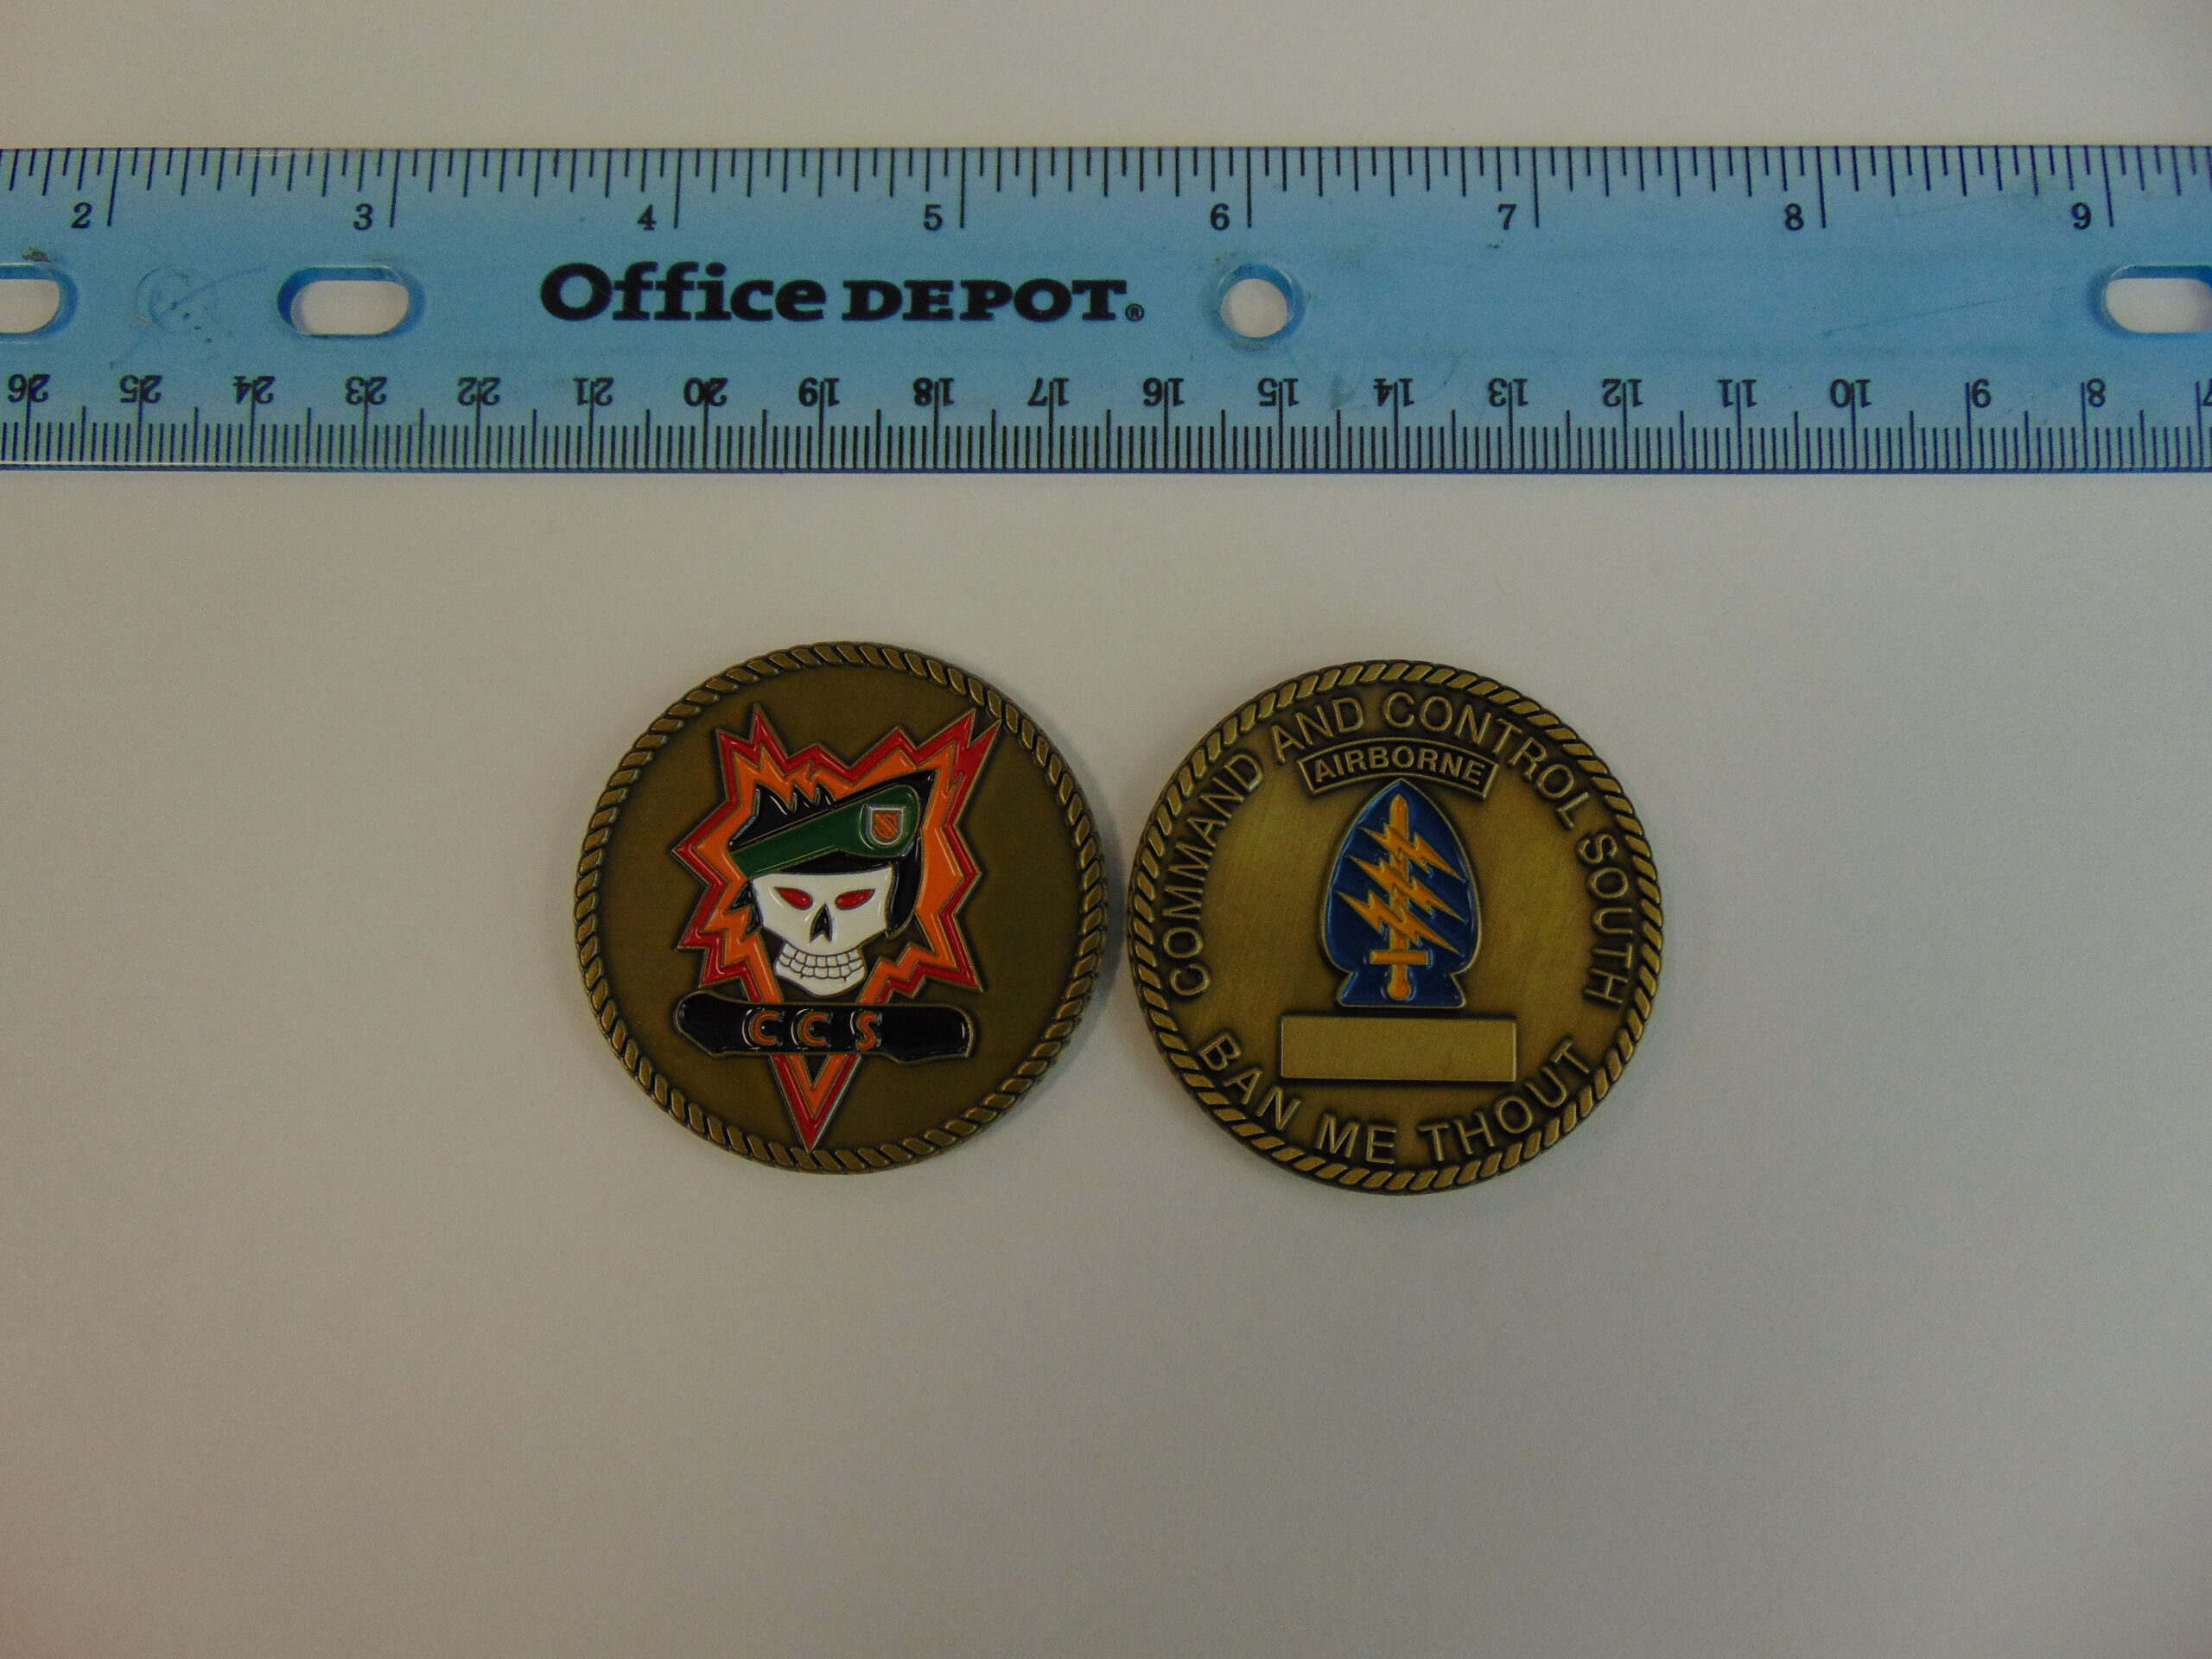 2 3 4 5 6 7 8 9
Office DEPOT®
26 25 24 23 22 21 20 19 18 17 16 15 14 13 12 11 10 9 8 7
CCS
COMMAND AND CONTROL SOUTH
AIRBORNE
BAN ME THOUT